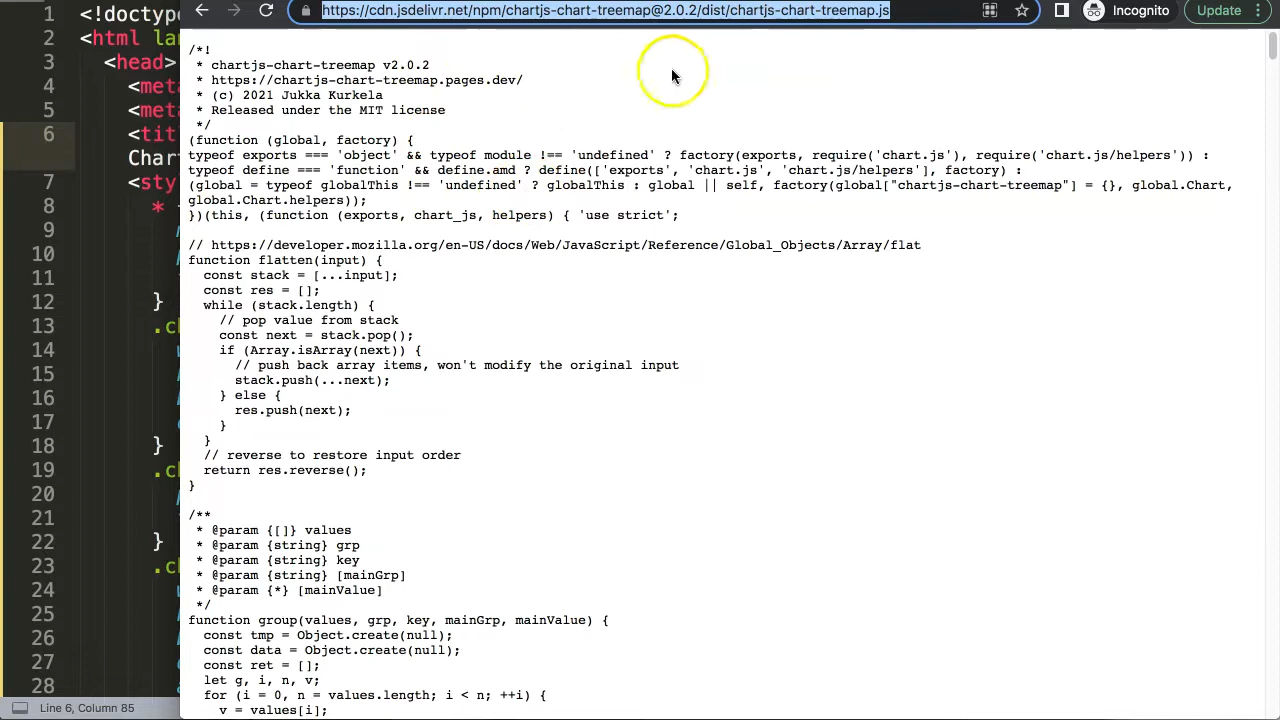 https://cdn.jsdelivr.net/npm/chartjs-chart-treemap@2.0.2/dist/chartjs-chart-treemap.js
Incognito
Update
1 <!doctype
2 <html la
3 <head>
4 <met
5 <met
6 <tit
Chart
7 <sty
8 *
9
10
11
12 }
13 .ch
14
15
16
17
18 }
19 .ch
20
21
22 }
23 .ch
24
25
26
27
28
/*!
* chartjs-chart-treemap v2.0.2
* https://chartjs-chart-treemap.pages.dev/
* (c) 2021 Jukka Kurkela
* Released under the MIT license
*/
(function (global, factory) {
typeof exports === 'object' && typeof module !== 'undefined' ? factory(exports, require('chart.js'), require('chart.js/helpers')) :
typeof define === 'function' && define.amd ? define(['exports', 'chart.js', 'chart.js/helpers'], factory) :
(global = typeof globalThis !== 'undefined' ? globalThis : global || self, factory(global["chartjs-chart-treemap"] = {}, global.Chart,
global.Chart.helpers));
})(this, (function (exports, chart_js, helpers) { 'use strict';
// https://developer.mozilla.org/en-US/docs/Web/JavaScript/Reference/Global_Objects/Array/flat
function flatten(input) {
const stack = [...input];
const res = [];
while (stack.length) {
// pop value from stack
const next = stack.pop();
if (Array.isArray(next)) {
// push back array items, won't modify the original input
stack.push(...next);
} else {
res.push(next);
}
}
// reverse to restore input order
return res.reverse();
}
/**
* @param {[]} values
* @param {string} grp
* @param {string} key
* @param {string} [mainGrp]
* @param {*} [mainValue]
*/
function group(values, grp, key, mainGrp, mainValue) {
const tmp = Object.create(null);
const data = Object.create(null);
const ret = [];
let g, i, n, v;
for (i = 0, n = values.length; i < n; ++i) {
v = values[i];
Line 6, Column 85